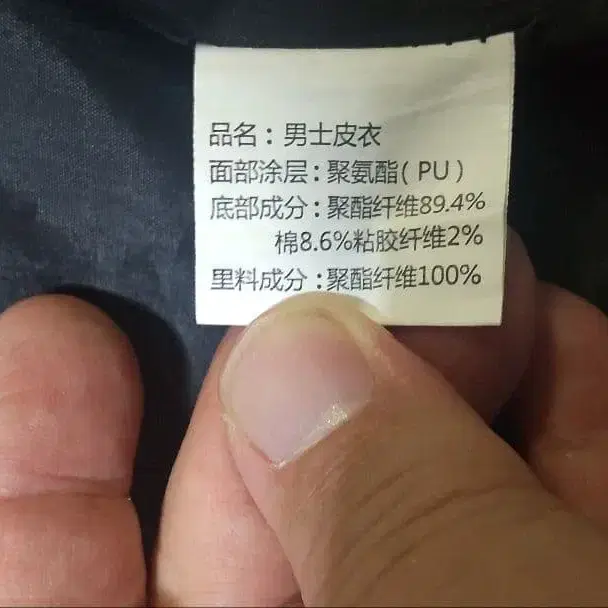 品名：男士皮衣
面部涂层：聚氨酯(PU)
底部成分：聚酯纤维89.4%
棉8.6%粘胶纤维2%
里料成分：聚酯纤维100%